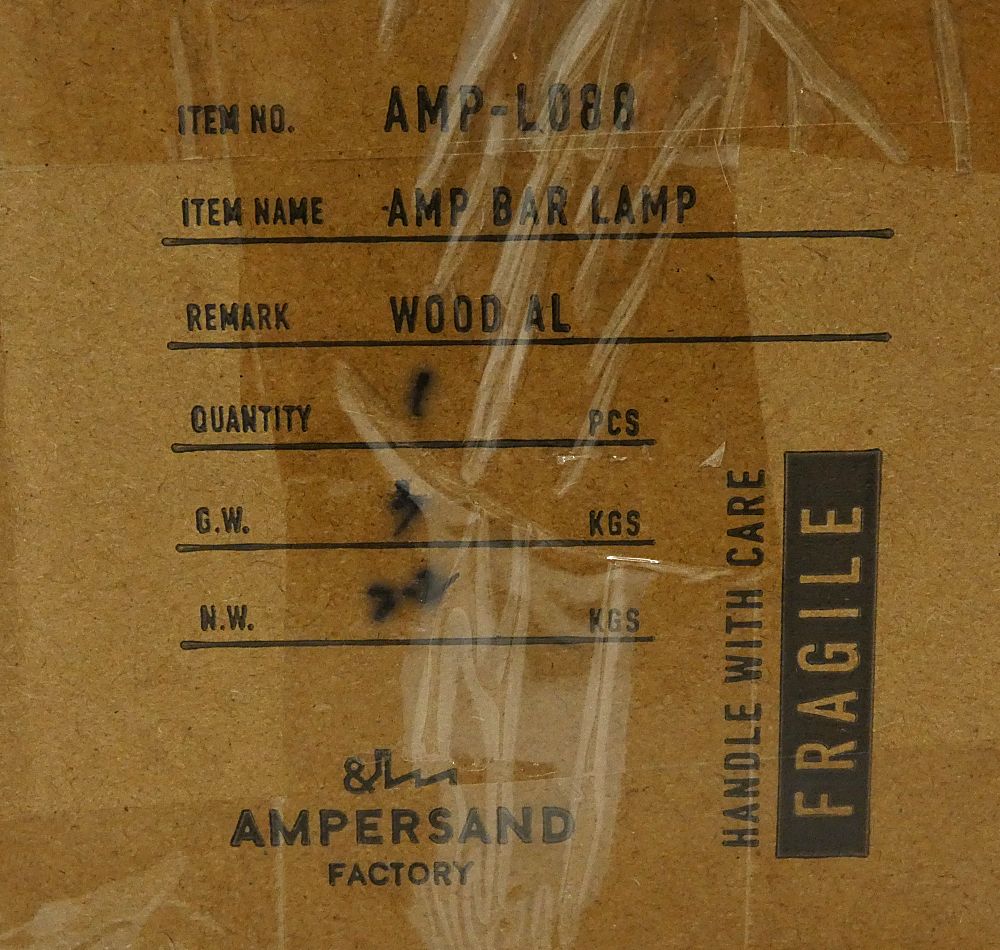 ITEM NO. AMP-L088
ITEM NAME AMP BAR LAMP
REMARK WOOD AL
QUANTITY 1 PCS
G.W. KGS
N.W. KGS
HANDLE WITH CARE
FRAGILE
&
AMPERSAND
FACTORY